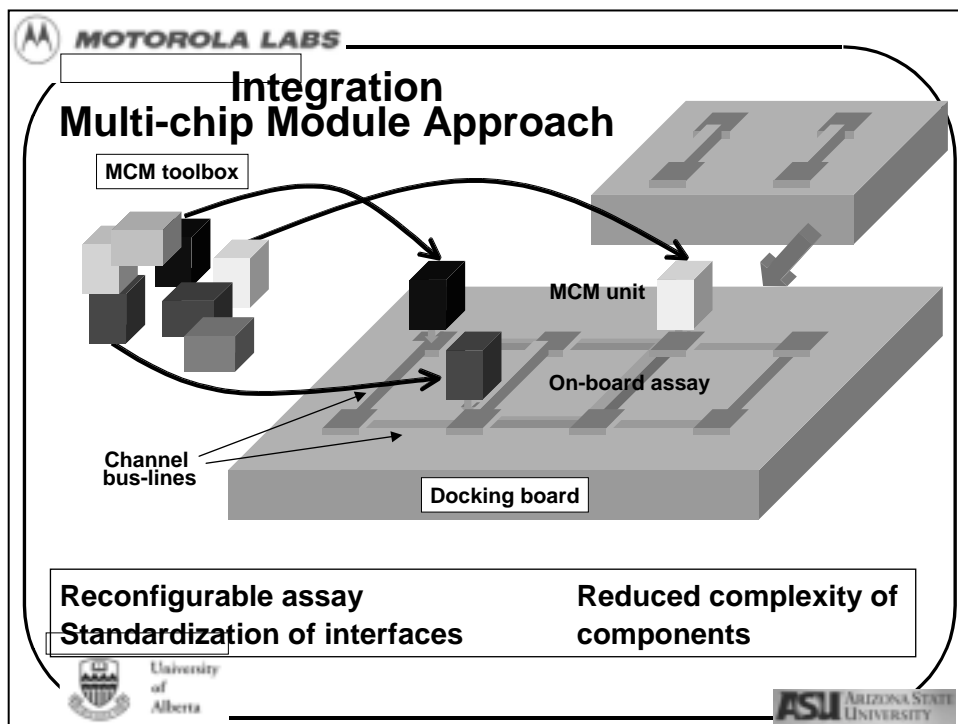 MOTOROLA LABS
Integration
Multi-chip Module Approach
MCM toolbox
MCM unit
On-board assay
Channel
bus-lines
Docking board
Reconfigurable assay
Standardization of interfaces
Reduced complexity of
components
University
of
Alberta
ASU ARIZONA STATE
UNIVERSITY